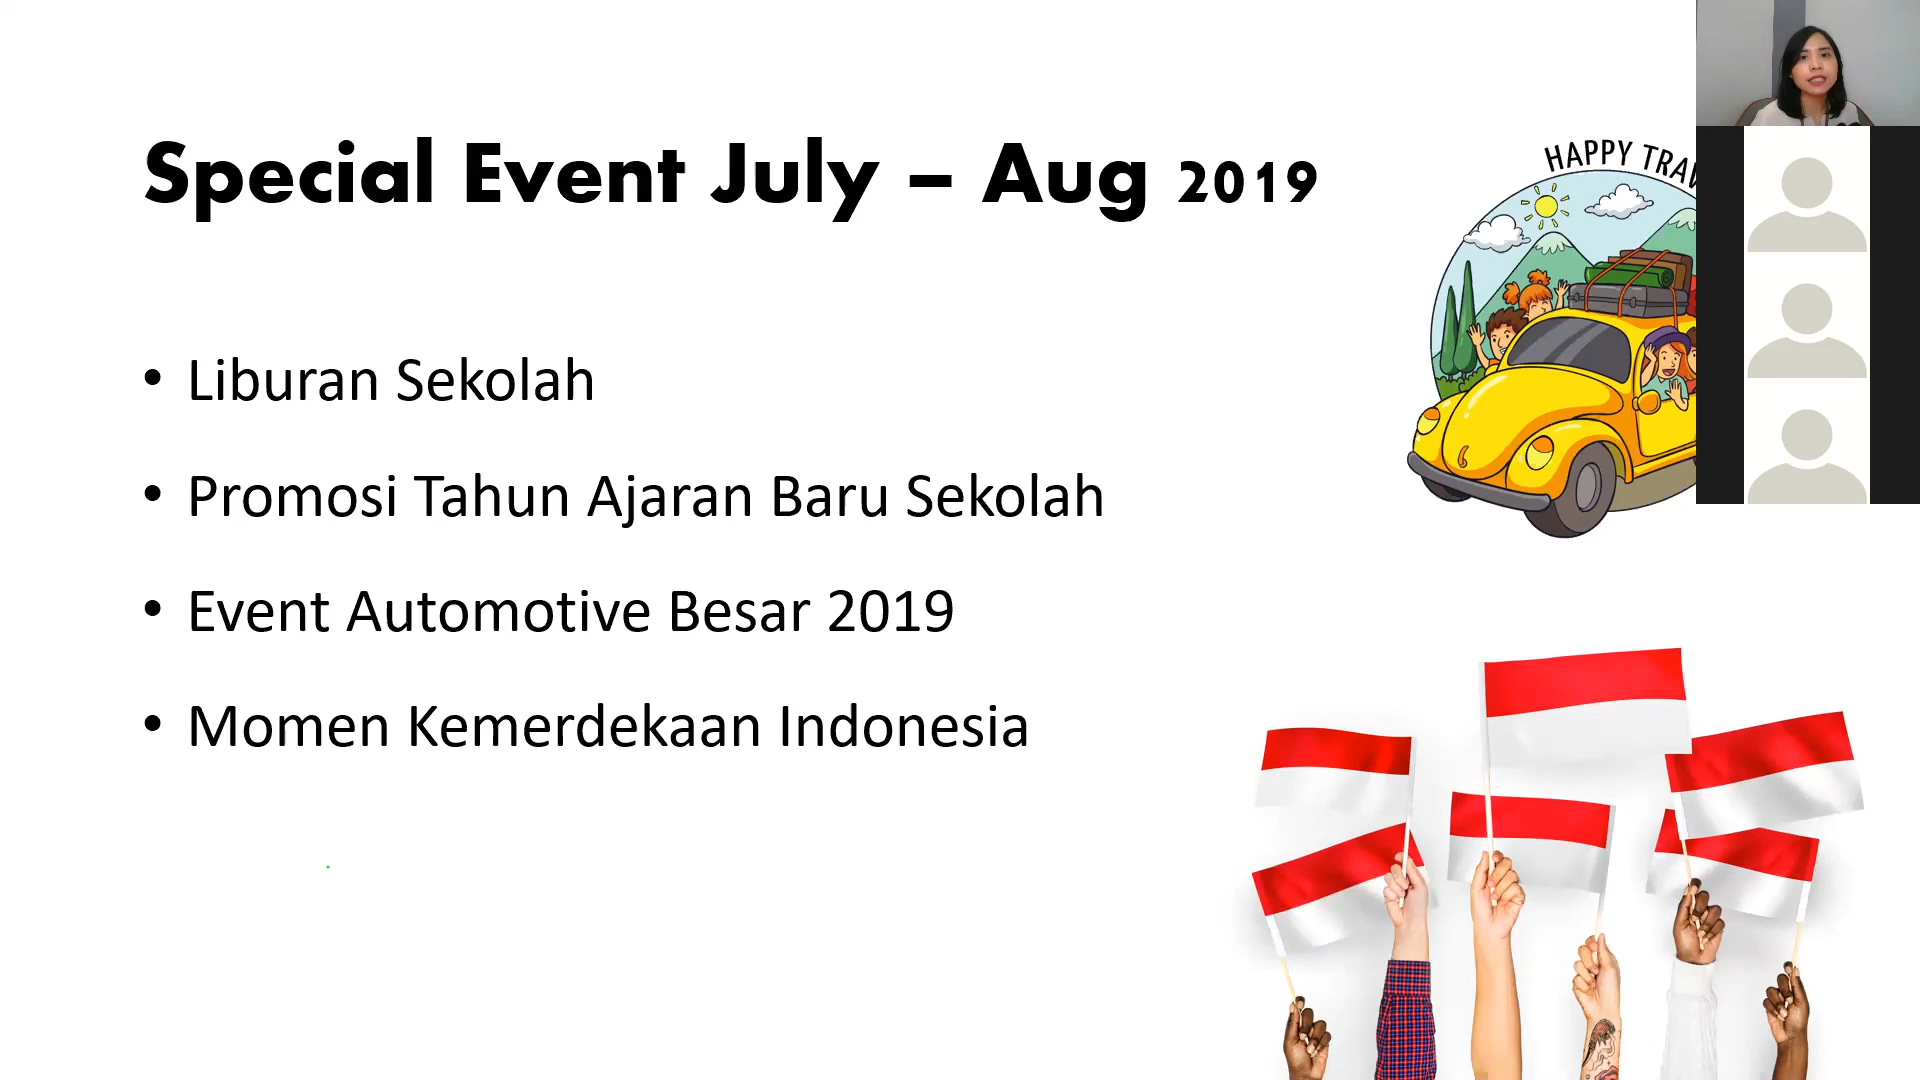 Special Event July – Aug 2019
HAPPY
• Liburan Sekolah
• Promosi Tahun Ajaran Baru Sekolah
• Event Automotive Besar 2019
• Momen Kemerdekaan Indonesia